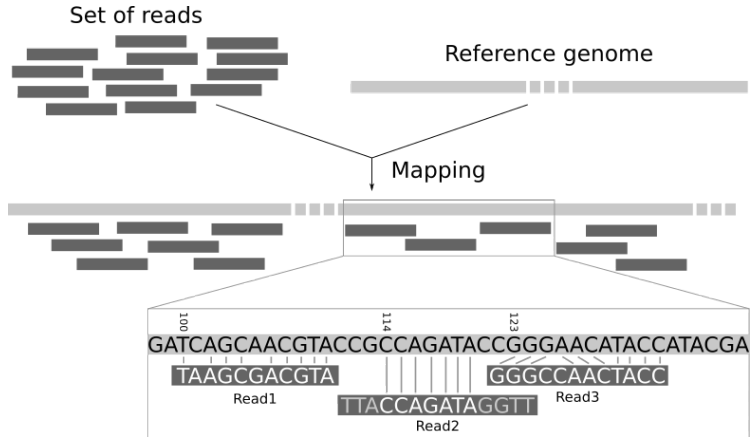 Set of reads
Reference genome
Mapping
100
114
123
GATCAGCAACGTACCGCCAGATACCGGGAACATACCATACGA
TAAGCGACGTA
GGGCCAACTACC
Read1
Read3
TTACCAGATAGGTT
Read2